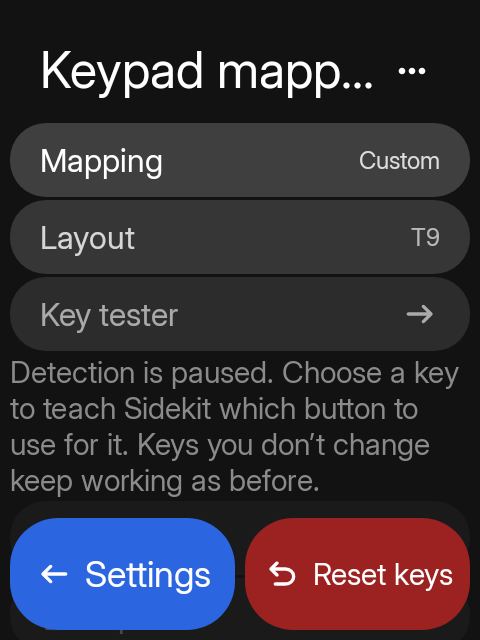 Keypad mapp...
Mapping
Custom
Layout
T9
Key tester
Detection is paused. Choose a key
to teach Sidekit which button to
use for it. Keys you don’t change
keep working as before.
Settings
Reset keys